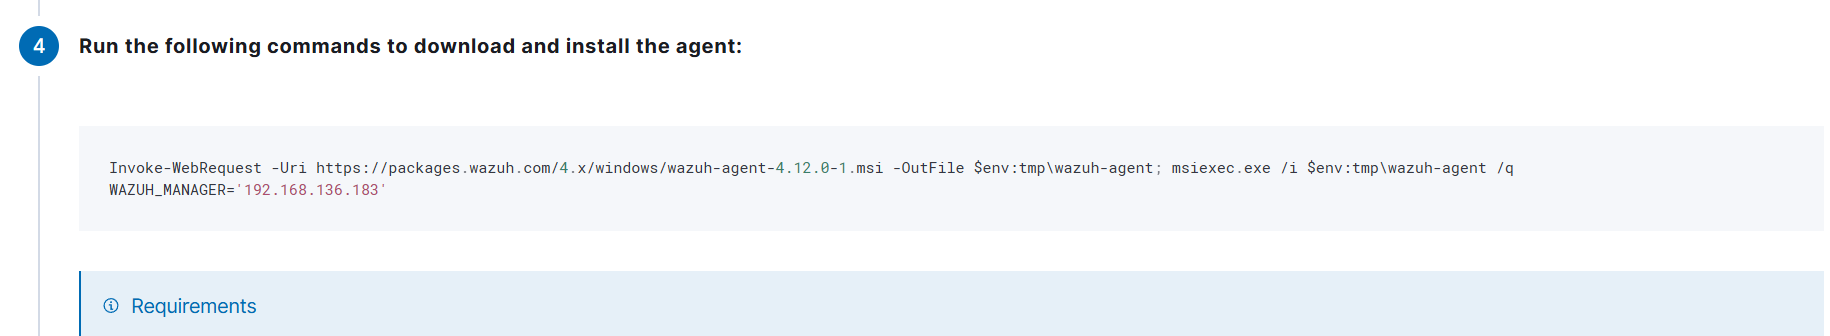 4
Run the following commands to download and install the agent:
Invoke-WebRequest -Uri https://packages.wazuh.com/4.x/windows/wazuh-agent-4.12.0-1.msi -OutFile $env:tmp\wazuh-agent; msiexec.exe /i $env:tmp\wazuh-agent /q
WAZUH_MANAGER='192.168.136.183'
Requirements